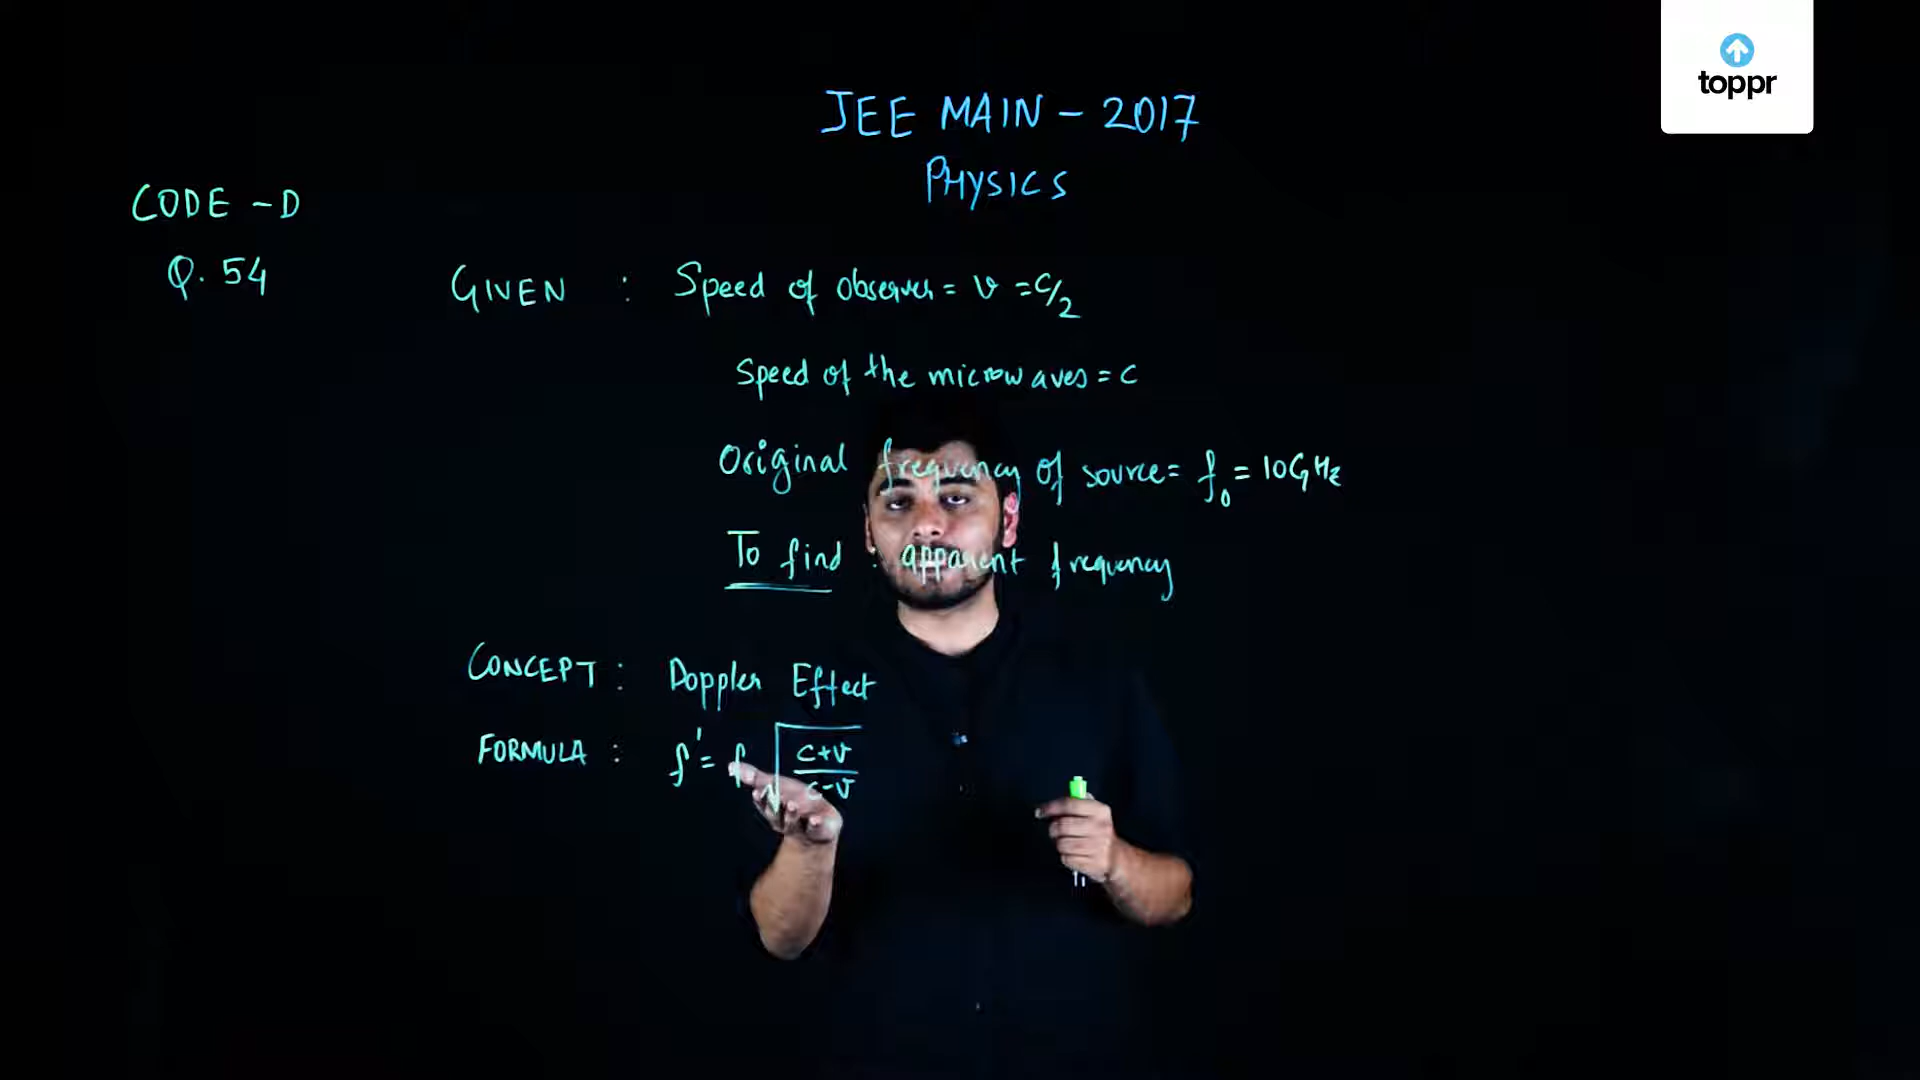 toppr
JEE MAIN - 2017
PHYSICS
CODE - D
Q. 54
GIVEN : Speed of observer = v = c/2
Speed of the microwaves = c
Original frequency of source = f₀ = 10GHz
To find : apparent frequency
CONCEPT : Doppler Effect
FORMULA : f' = f √((c+v)/(c-v))